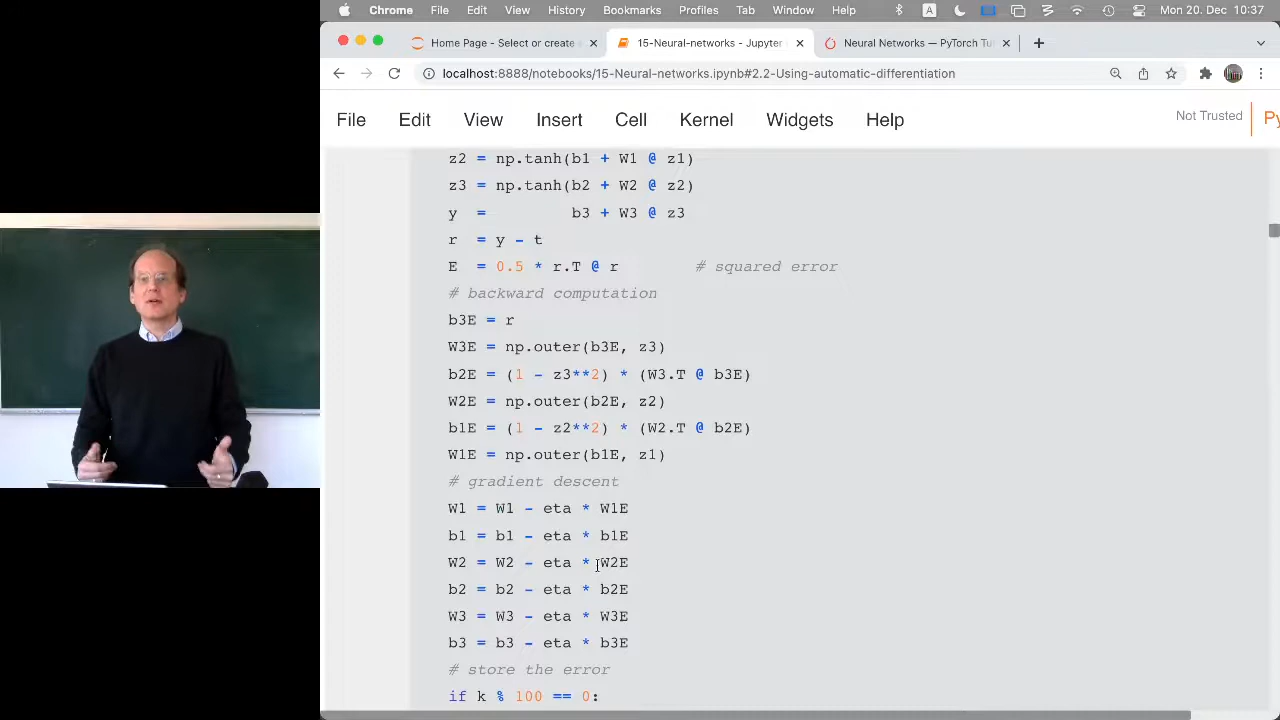 Chrome File Edit View History Bookmarks Profiles Tab Window Help A Mon 20. Dec 10:37
Home Page - Select or create 15-Neural-networks - Jupyter Neural Networks — PyTorch Tu
localhost:8888/notebooks/15-Neural-networks.ipynb#2.2-Using-automatic-differentiation
File Edit View Insert Cell Kernel Widgets Help Not Trusted Py
z2 = np.tanh(b1 + W1 @ z1)
z3 = np.tanh(b2 + W2 @ z2)
y = b3 + W3 @ z3
r = y - t
E = 0.5 * r.T @ r # squared error
# backward computation
b3E = r
W3E = np.outer(b3E, z3)
b2E = (1 - z3**2) * (W3.T @ b3E)
W2E = np.outer(b2E, z2)
b1E = (1 - z2**2) * (W2.T @ b2E)
W1E = np.outer(b1E, z1)
# gradient descent
W1 = W1 - eta * W1E
b1 = b1 - eta * b1E
W2 = W2 - eta * W2E
b2 = b2 - eta * b2E
W3 = W3 - eta * W3E
b3 = b3 - eta * b3E
# store the error
if k % 100 == 0: